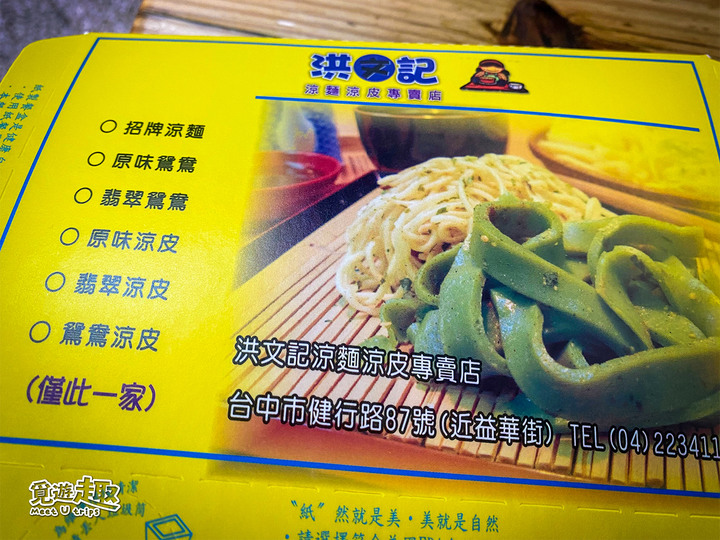 洪文記
涼麵涼皮專賣店
招牌涼麵
原味鴛鴦
翡翠鴛鴦
原味涼皮
翡翠涼皮
鴛鴦涼皮
(僅此一家)
洪文記涼麵涼皮專賣店
台中市健行路87號(近益華街) TEL(04)223411
覓遊趣
Meet U trips
"紙"然就是美·美就是自然